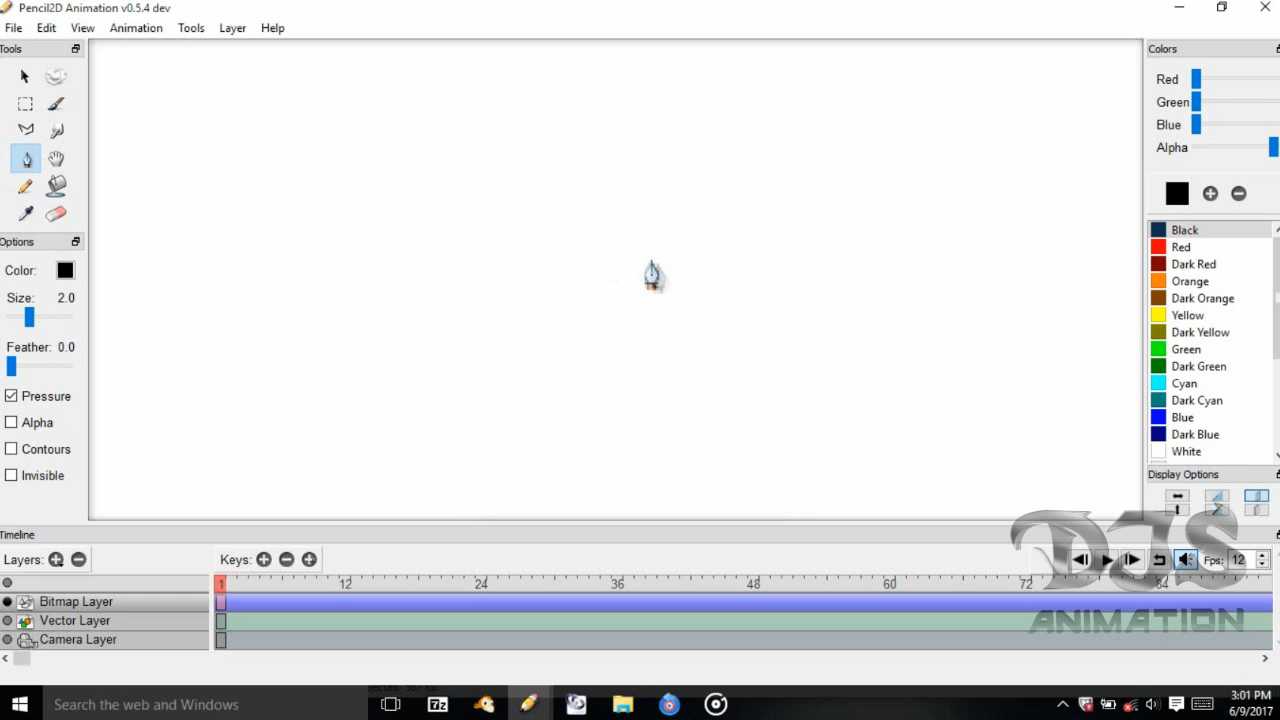 Pencil2D Animation v0.5.4 dev
File Edit View Animation Tools Layer Help
Tools
Options
Color:
Size: 2.0
Feather: 0.0
Pressure
Alpha
Contours
Invisible
Colors
Red
Green
Blue
Alpha
Black
Red
Dark Red
Orange
Dark Orange
Yellow
Dark Yellow
Green
Dark Green
Cyan
Dark Cyan
Blue
Dark Blue
White
Display Options
Timeline
Layers: Keys: Fps: 12
1 12 24 36 48 60 72 84
Bitmap Layer
Vector Layer
Camera Layer
DJS
ANIMATION
Search the web and Windows
7z
3:01 PM
6/9/2017